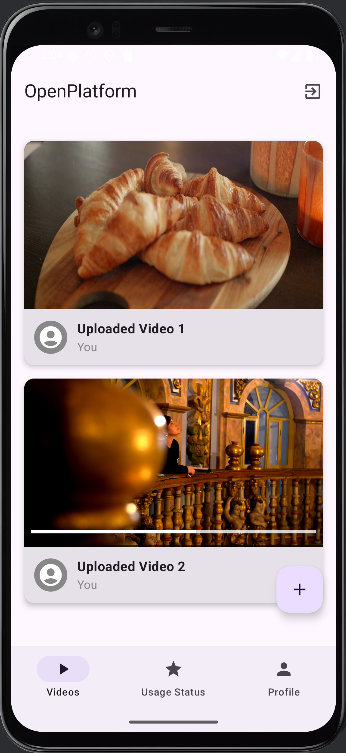 OpenPlatform
Uploaded Video 1
You
Uploaded Video 2
You
+
Videos
Usage Status
Profile